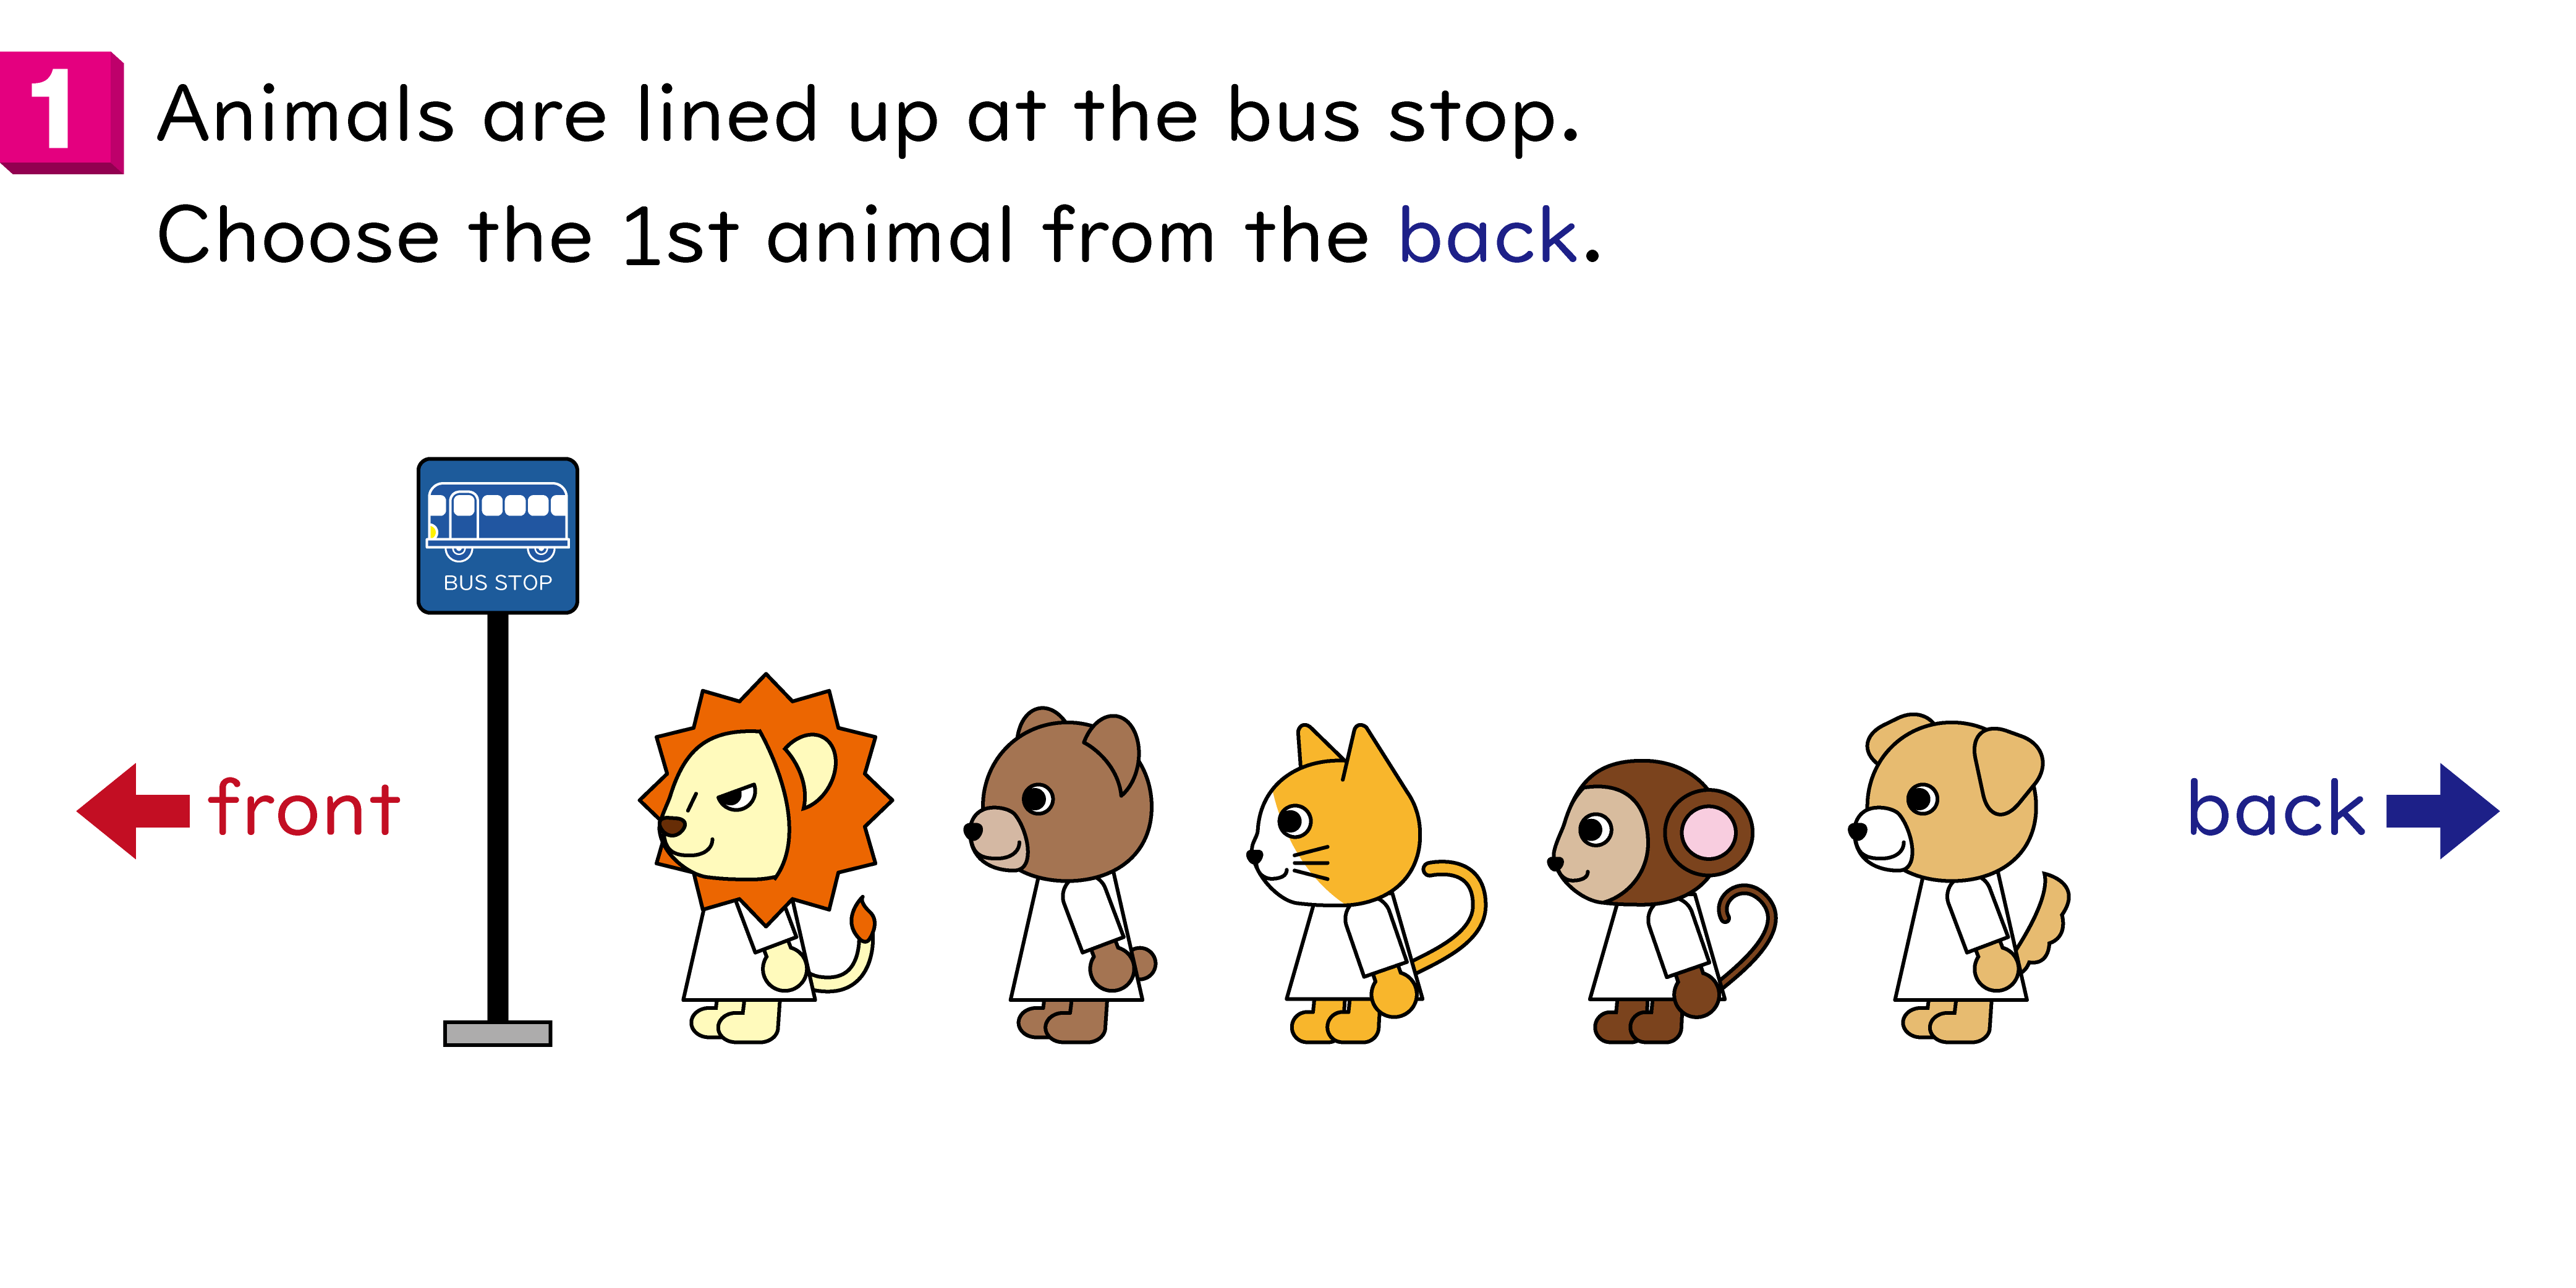 1
Animals are lined up at the bus stop.
Choose the 1st animal from the back.
BUS STOP
front
back